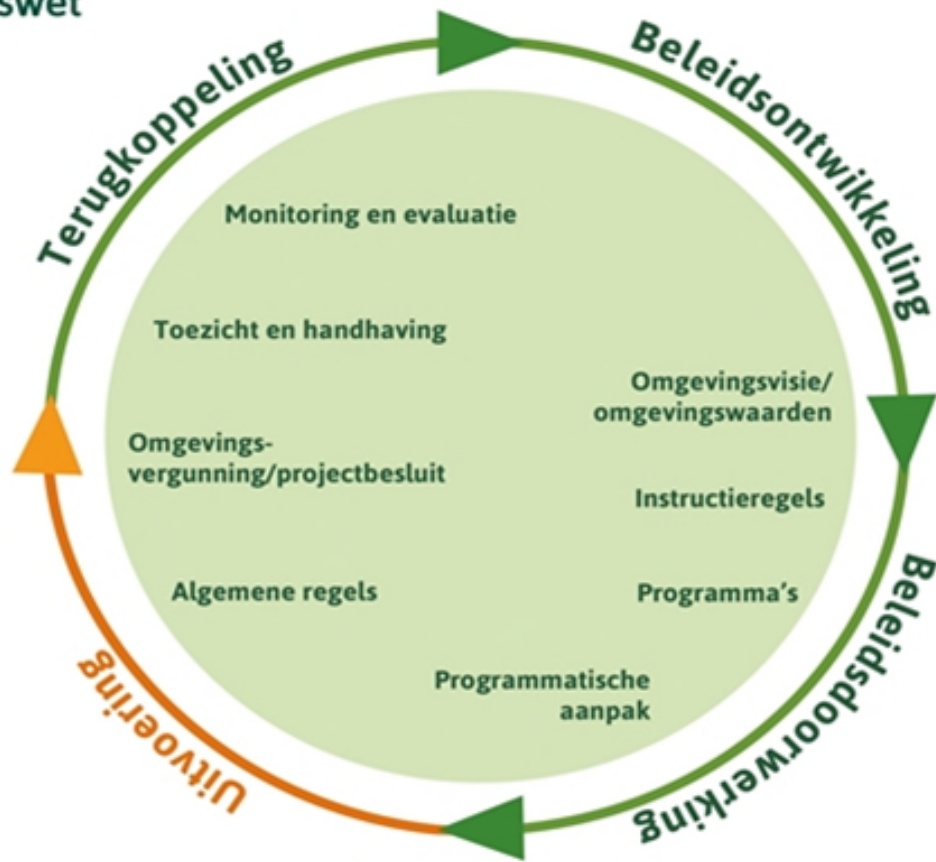 swet
Terugkoppeling
Beleidsontwikkeling
Monitoring en evaluatie
Toezicht en handhaving
Omgevingsvisie/
omgevingswaarden
Omgevings-
vergunning/projectbesluit
Instructieregels
Algemene regels
Programma's
Programmatische
aanpak
Beleidsdoorwerking
Uitvoering